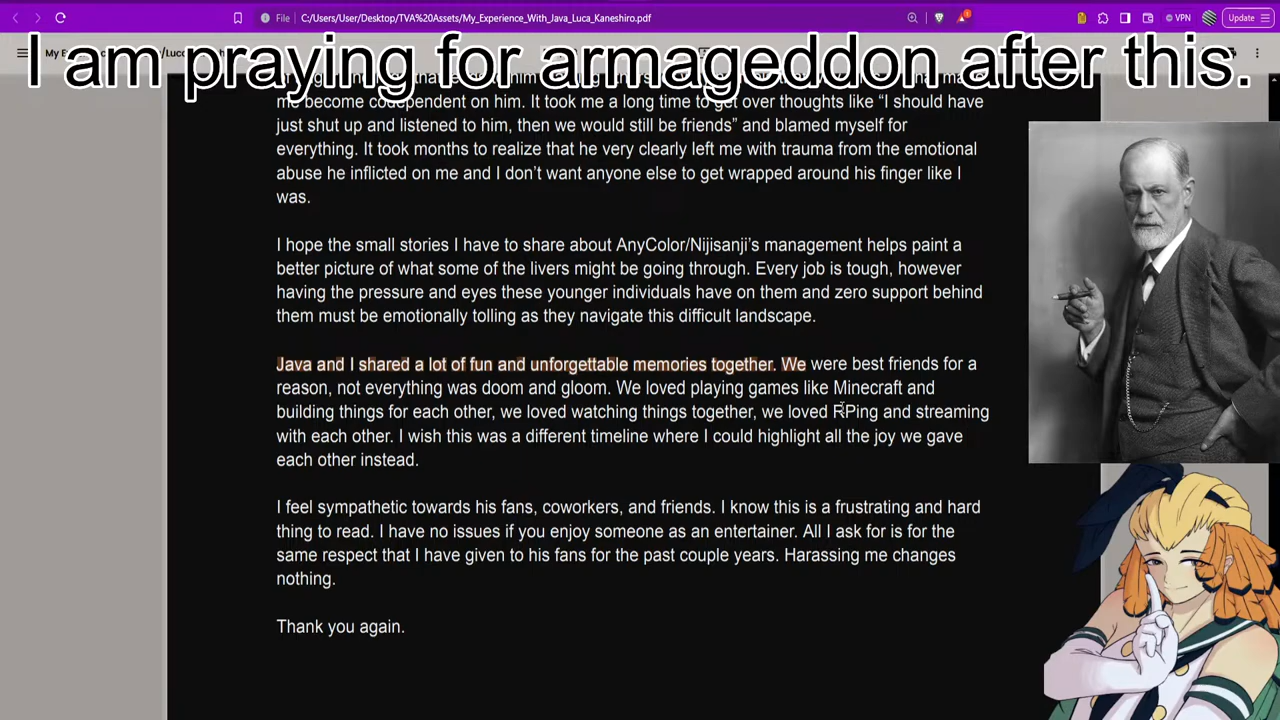 File
C:/Users/User/Desktop/TVA%20Assets/My_Experience_With_Java_Luca_Kaneshiro.pdf
VPN
Update
I am praying for armageddon after this.
me become codependent on him. It took me a long time to get over thoughts like “I should have
just shut up and listened to him, then we would still be friends” and blamed myself for
everything. It took months to realize that he very clearly left me with trauma from the emotional
abuse he inflicted on me and I don’t want anyone else to get wrapped around his finger like I
was.
I hope the small stories I have to share about AnyColor/Nijisanji’s management helps paint a
better picture of what some of the livers might be going through. Every job is tough, however
having the pressure and eyes these younger individuals have on them and zero support behind
them must be emotionally tolling as they navigate this difficult landscape.
Java and I shared a lot of fun and unforgettable memories together. We were best friends for a
reason, not everything was doom and gloom. We loved playing games like Minecraft and
building things for each other, we loved watching things together, we loved RPing and streaming
with each other. I wish this was a different timeline where I could highlight all the joy we gave
each other instead.
I feel sympathetic towards his fans, coworkers, and friends. I know this is a frustrating and hard
thing to read. I have no issues if you enjoy someone as an entertainer. All I ask for is for the
same respect that I have given to his fans for the past couple years. Harassing me changes
nothing.
Thank you again.